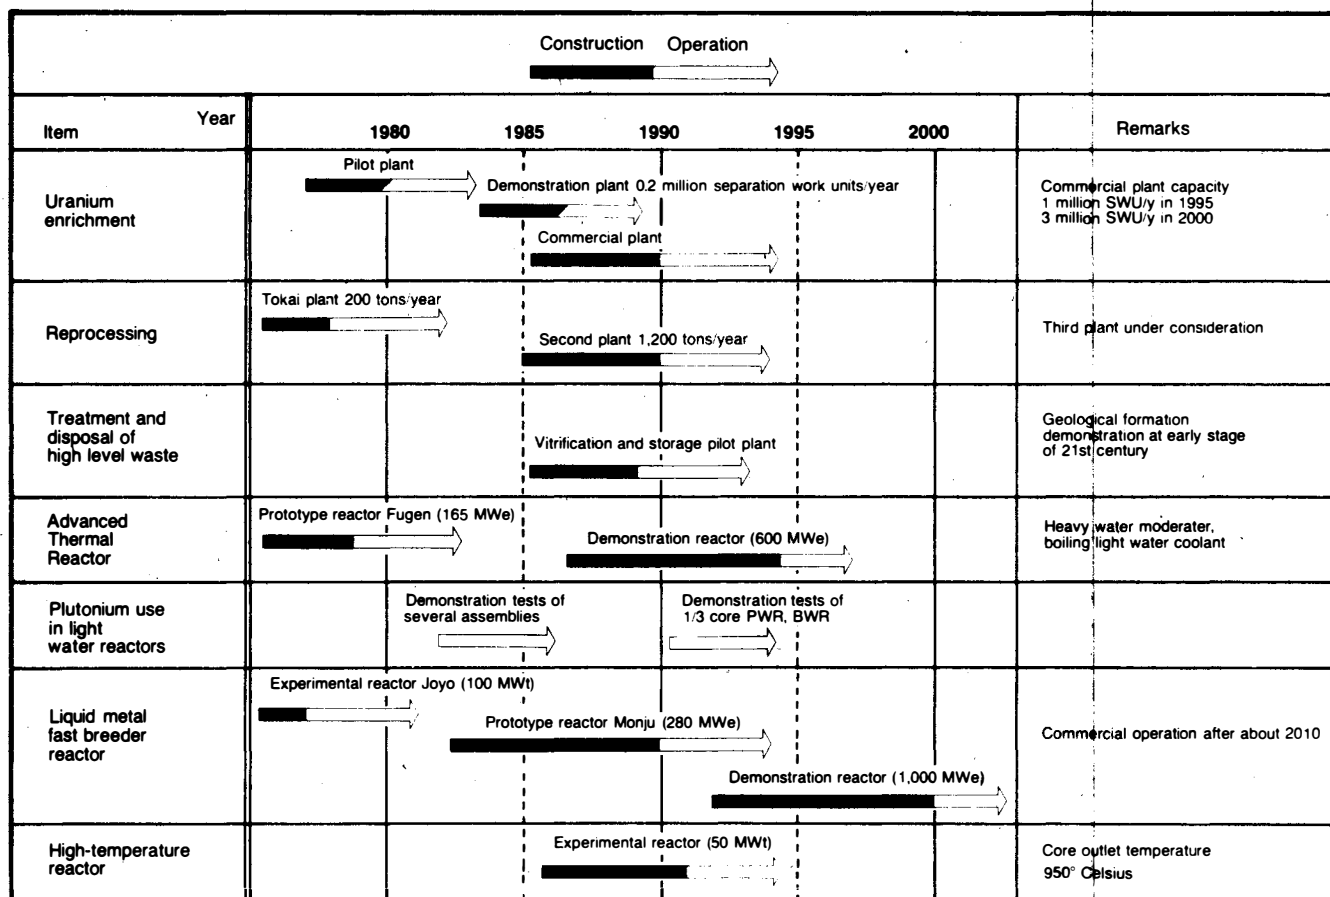 Construction Operation
Year
Item
1980 1985 1990 1995 2000
Remarks
Uranium
enrichment
Pilot plant
Demonstration plant 0.2 million separation work units/year
Commercial plant
Commercial plant capacity
1 million SWU/y in 1995
3 million SWU/y in 2000
Reprocessing
Tokai plant 200 tons/year
Second plant 1,200 tons/year
Third plant under consideration
Treatment and
disposal of
high level waste
Vitrification and storage pilot plant
Geological formation
demonstration at early stage
of 21st century
Advanced
Thermal
Reactor
Prototype reactor Fugen (165 MWe)
Demonstration reactor (600 MWe)
Heavy water moderater,
boiling light water coolant
Plutonium use
in light
water reactors
Demonstration tests of
several assemblies
Demonstration tests of
1/3 core PWR, BWR
Liquid metal
fast breeder
reactor
Experimental reactor Joyo (100 MWt)
Prototype reactor Monju (280 MWe)
Demonstration reactor (1,000 MWe)
Commercial operation after about 2010
High-temperature
reactor
Experimental reactor (50 MWt)
Core outlet temperature
950° Celsius